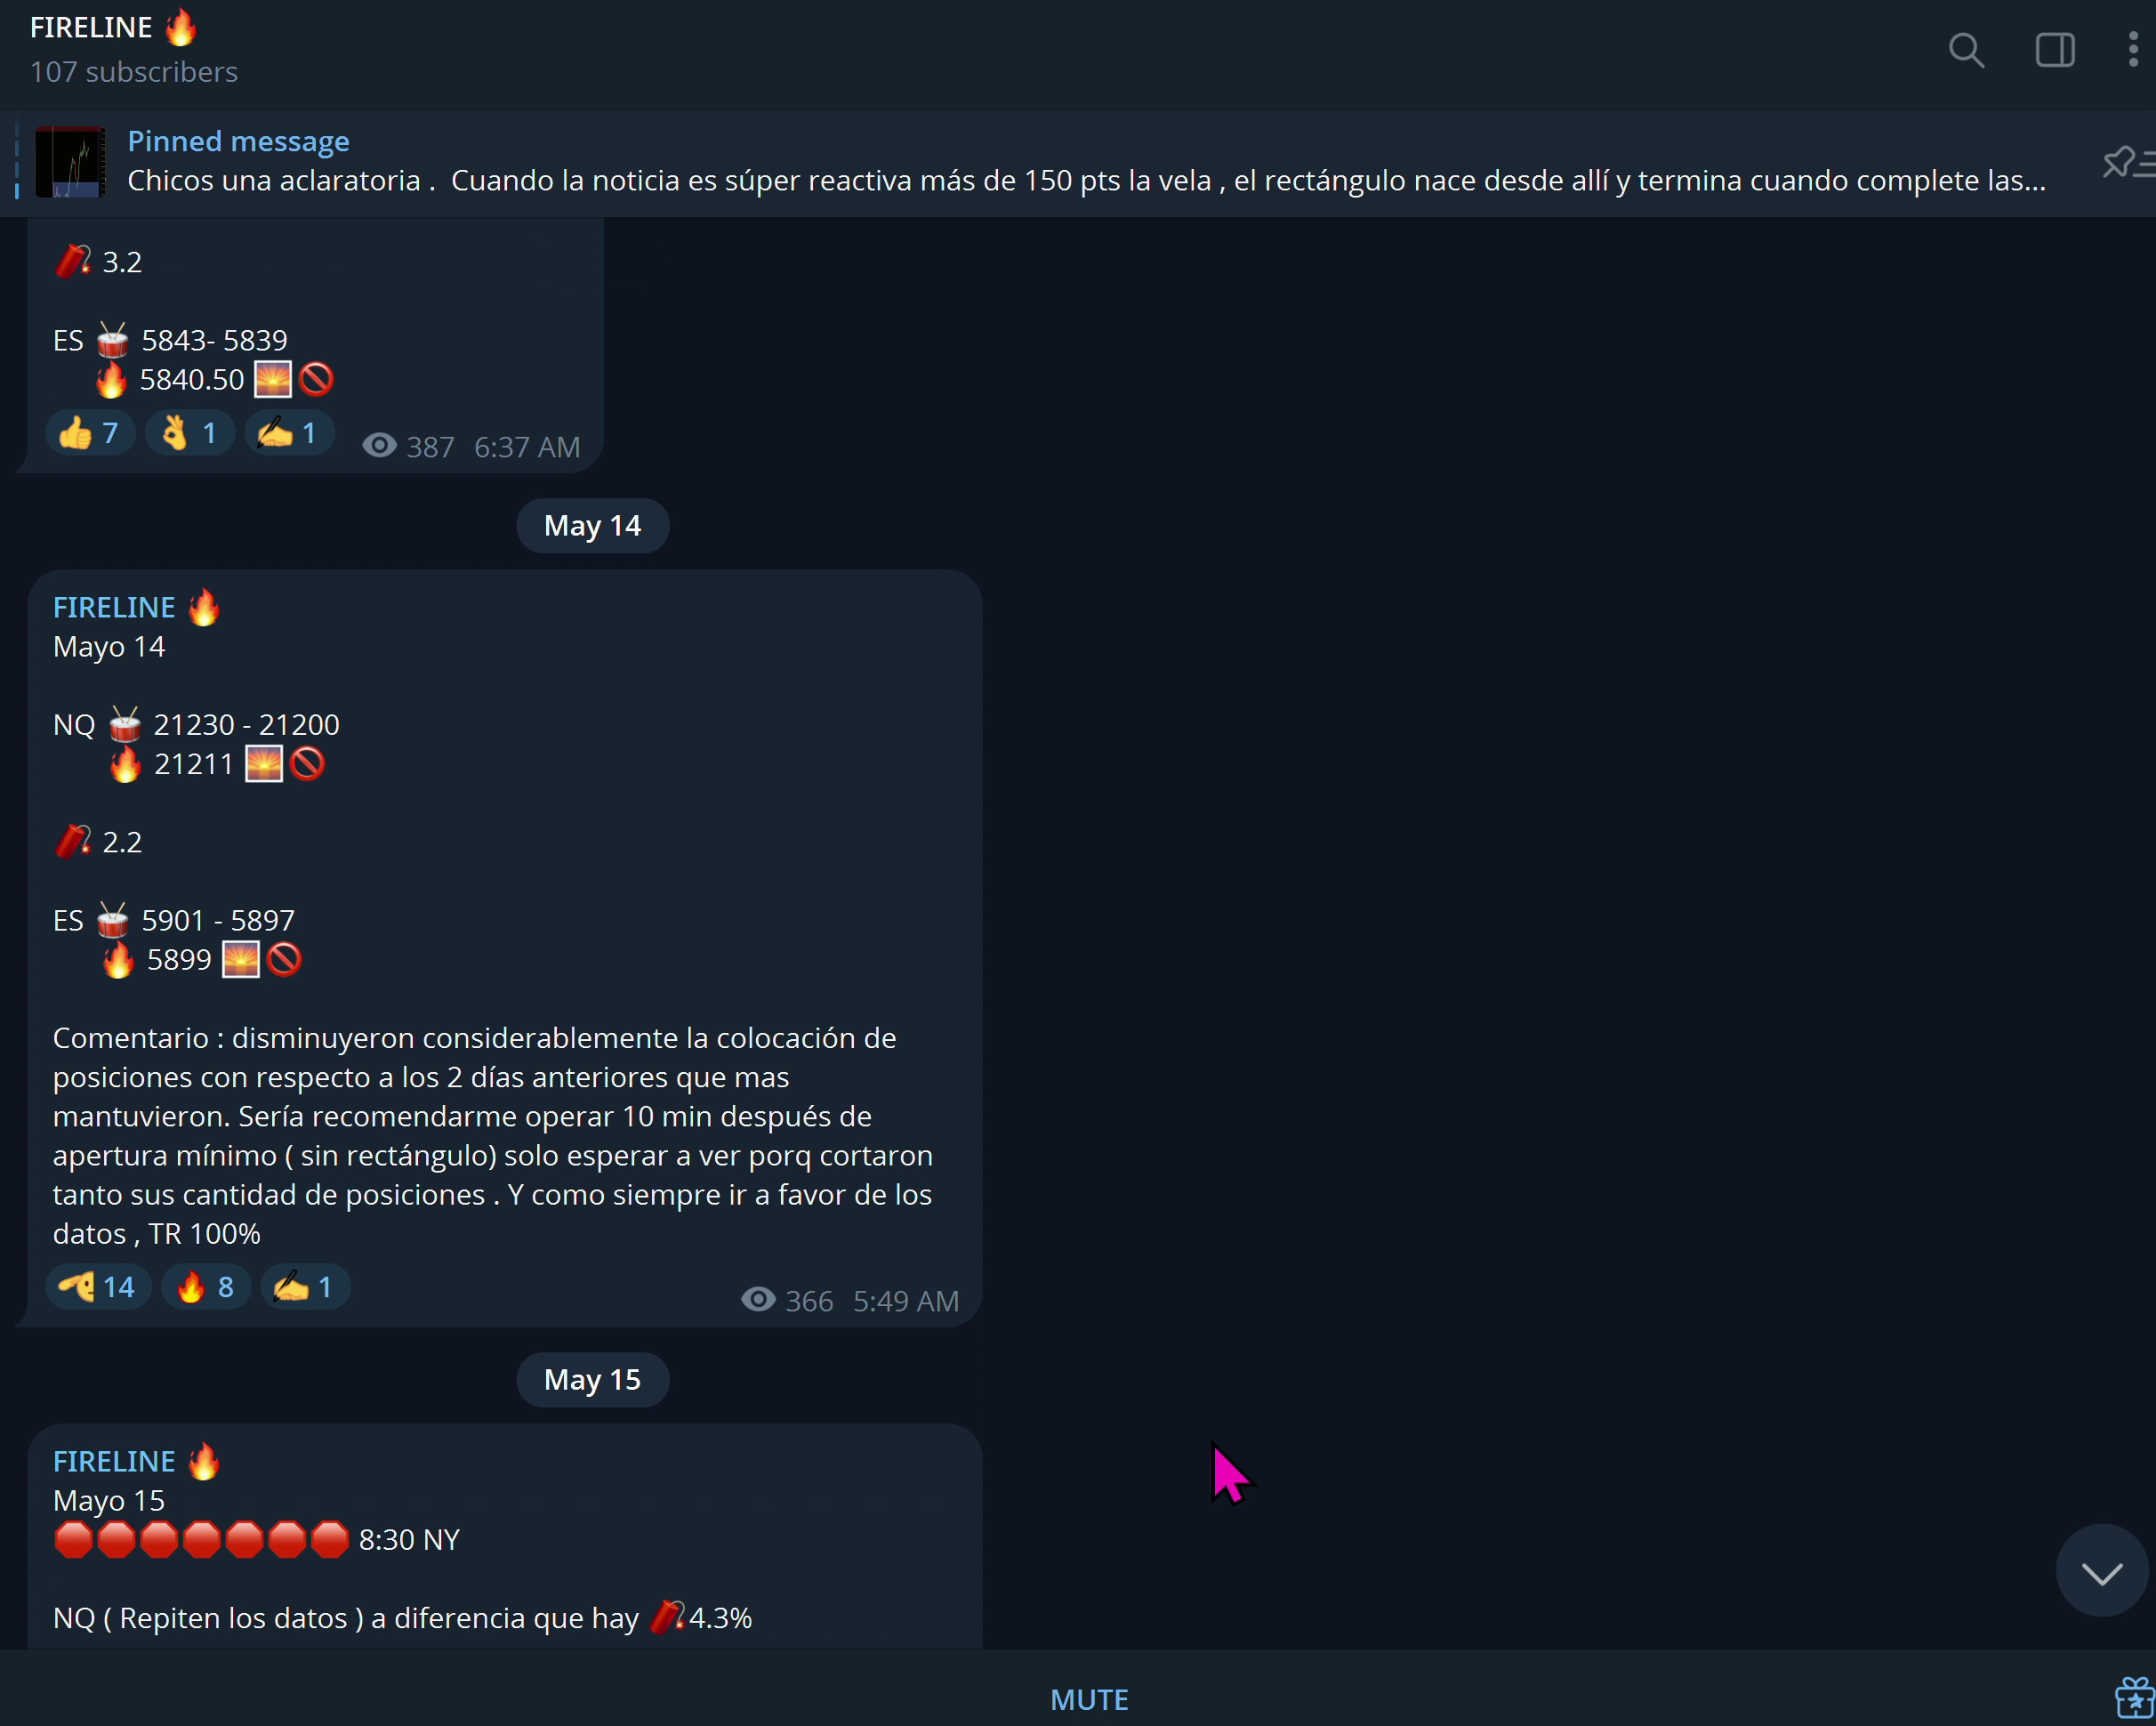 FIRELINE 🔥
107 subscribers
Pinned message
Chicos una aclaratoria .  Cuando la noticia es súper reactiva más de 150 pts la vela , el rectángulo nace desde allí y termina cuando complete las...
🧨 3.2
ES 🥁 5843- 5839
🔥 5840.50 🌅🚫
👍 7 👌 1 ✍️ 1 387 6:37 AM
May 14
FIRELINE 🔥
Mayo 14
NQ 🥁 21230 - 21200
🔥 21211 🌅🚫
🧨 2.2
ES 🥁 5901 - 5897
🔥 5899 🌅🚫
Comentario : disminuyeron considerablemente la colocación de
posiciones con respecto a los 2 días anteriores que mas
mantuvieron. Sería recomendarme operar 10 min después de
apertura mínimo ( sin rectángulo) solo esperar a ver porq cortaron
tanto sus cantidad de posiciones . Y como siempre ir a favor de los
datos , TR 100%
🫡 14 🔥 8 ✍️ 1 366 5:49 AM
May 15
FIRELINE 🔥
Mayo 15
🛑🛑🛑🛑🛑🛑🛑 8:30 NY
NQ ( Repiten los datos ) a diferencia que hay 🧨4.3%
MUTE